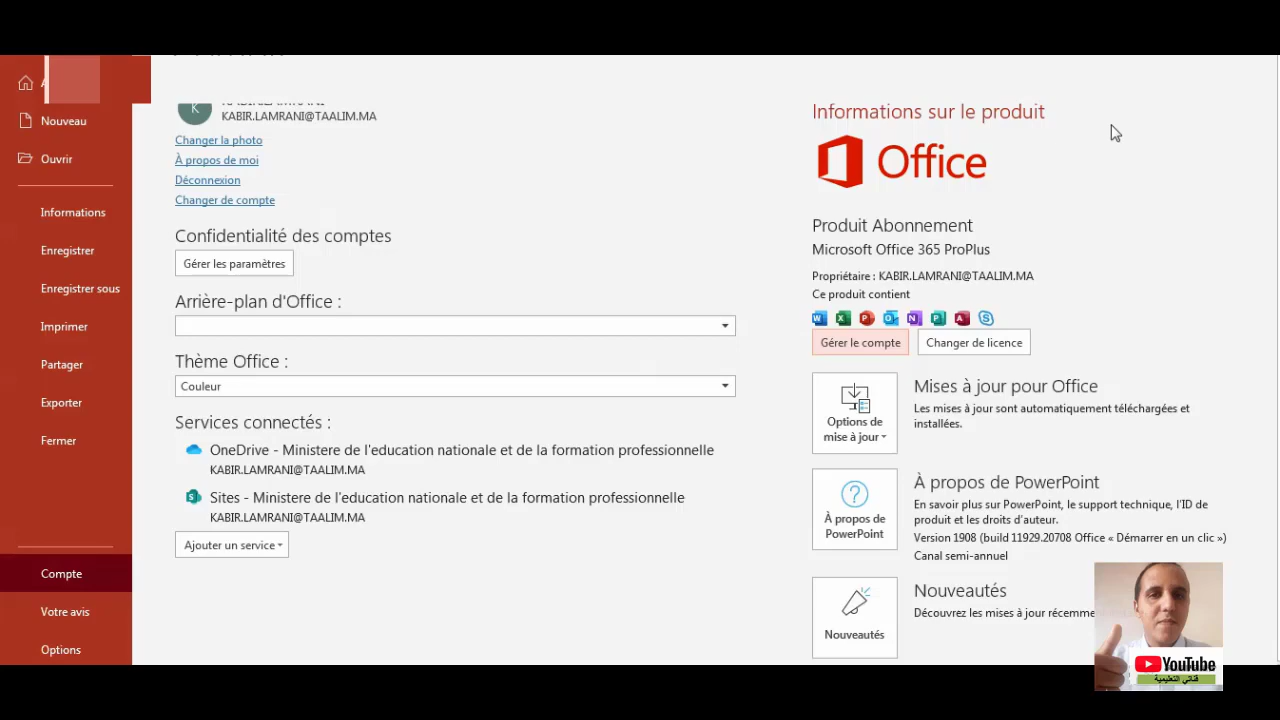 Nouveau
Ouvrir
Informations
Enregistrer
Enregistrer sous
Imprimer
Partager
Exporter
Fermer
Compte
Votre avis
Options
K
KABIR.LAMRANI@TAALIM.MA
Changer la photo
À propos de moi
Déconnexion
Changer de compte
Confidentialité des comptes
Gérer les paramètres
Arrière-plan d'Office :
Thème Office :
Couleur
Services connectés :
OneDrive - Ministere de l'education nationale et de la formation professionnelle
KABIR.LAMRANI@TAALIM.MA
Sites - Ministere de l'education nationale et de la formation professionnelle
KABIR.LAMRANI@TAALIM.MA
Ajouter un service
Informations sur le produit
Office
Produit Abonnement
Microsoft Office 365 ProPlus
Propriétaire : KABIR.LAMRANI@TAALIM.MA
Ce produit contient
Gérer le compte
Changer de licence
Options de
mise à jour
Mises à jour pour Office
Les mises à jour sont automatiquement téléchargées et
installées.
À propos de
PowerPoint
À propos de PowerPoint
En savoir plus sur PowerPoint, le support technique, l'ID de
produit et les droits d'auteur.
Version 1908 (build 11929.20708 Office « Démarrer en un clic »)
Canal semi-annuel
Nouveautés
Nouveautés
Découvrez les mises à jour
YouTube
قناتي التعليمية